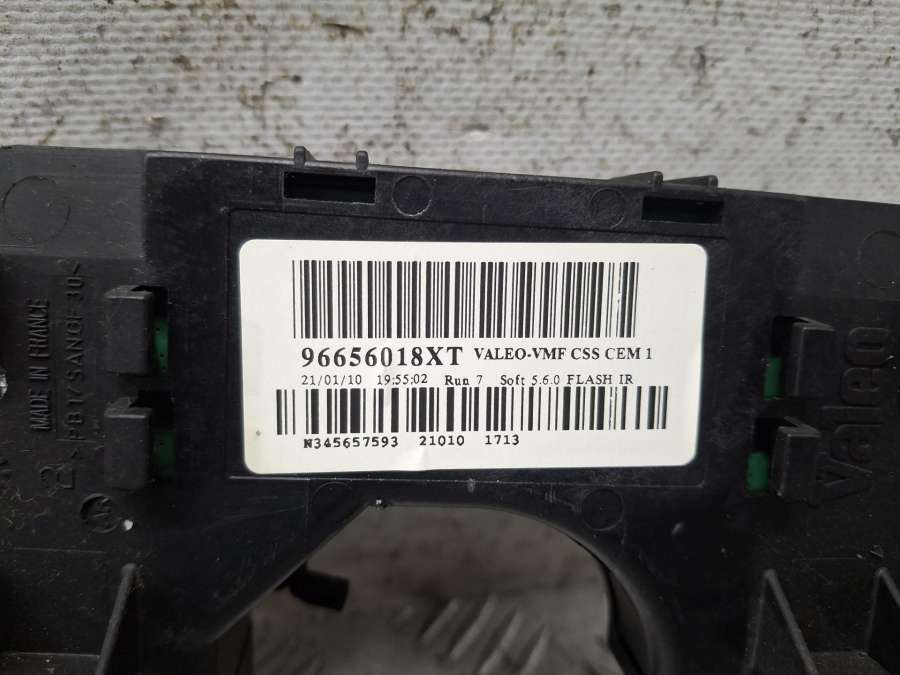 96656018XT VALEO-VMF CSS CEM 1
21/01/10 19:55:02 Run 7 Soft 5.6.0 FLASH IR
N345657593 21010 1713
MADE IN FRANCE
Valeo